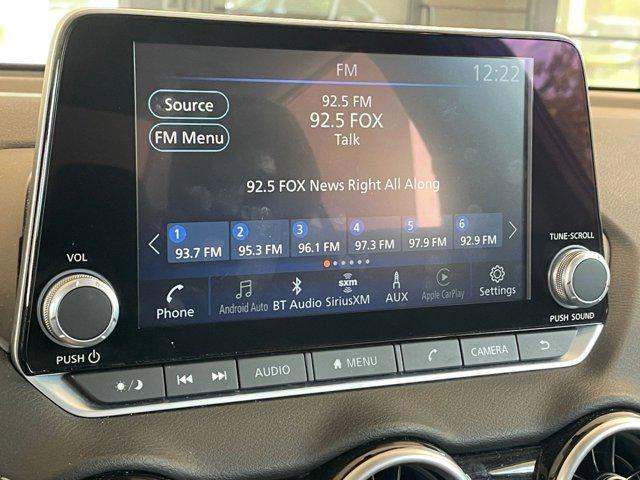 FM
12:22
Source
92.5 FM
92.5 FOX
FM Menu
Talk
92.5 FOX News Right All Along
1 2 3 4 5 6
93.7 FM 95.3 FM 96.1 FM 97.3 FM 97.9 FM 92.9 FM
Phone
Android Auto
BT Audio
sxm
SiriusXM
AUX
Apple CarPlay
Settings
VOL
PUSH
TUNE-SCROLL
PUSH SOUND
AUDIO
MENU
CAMERA